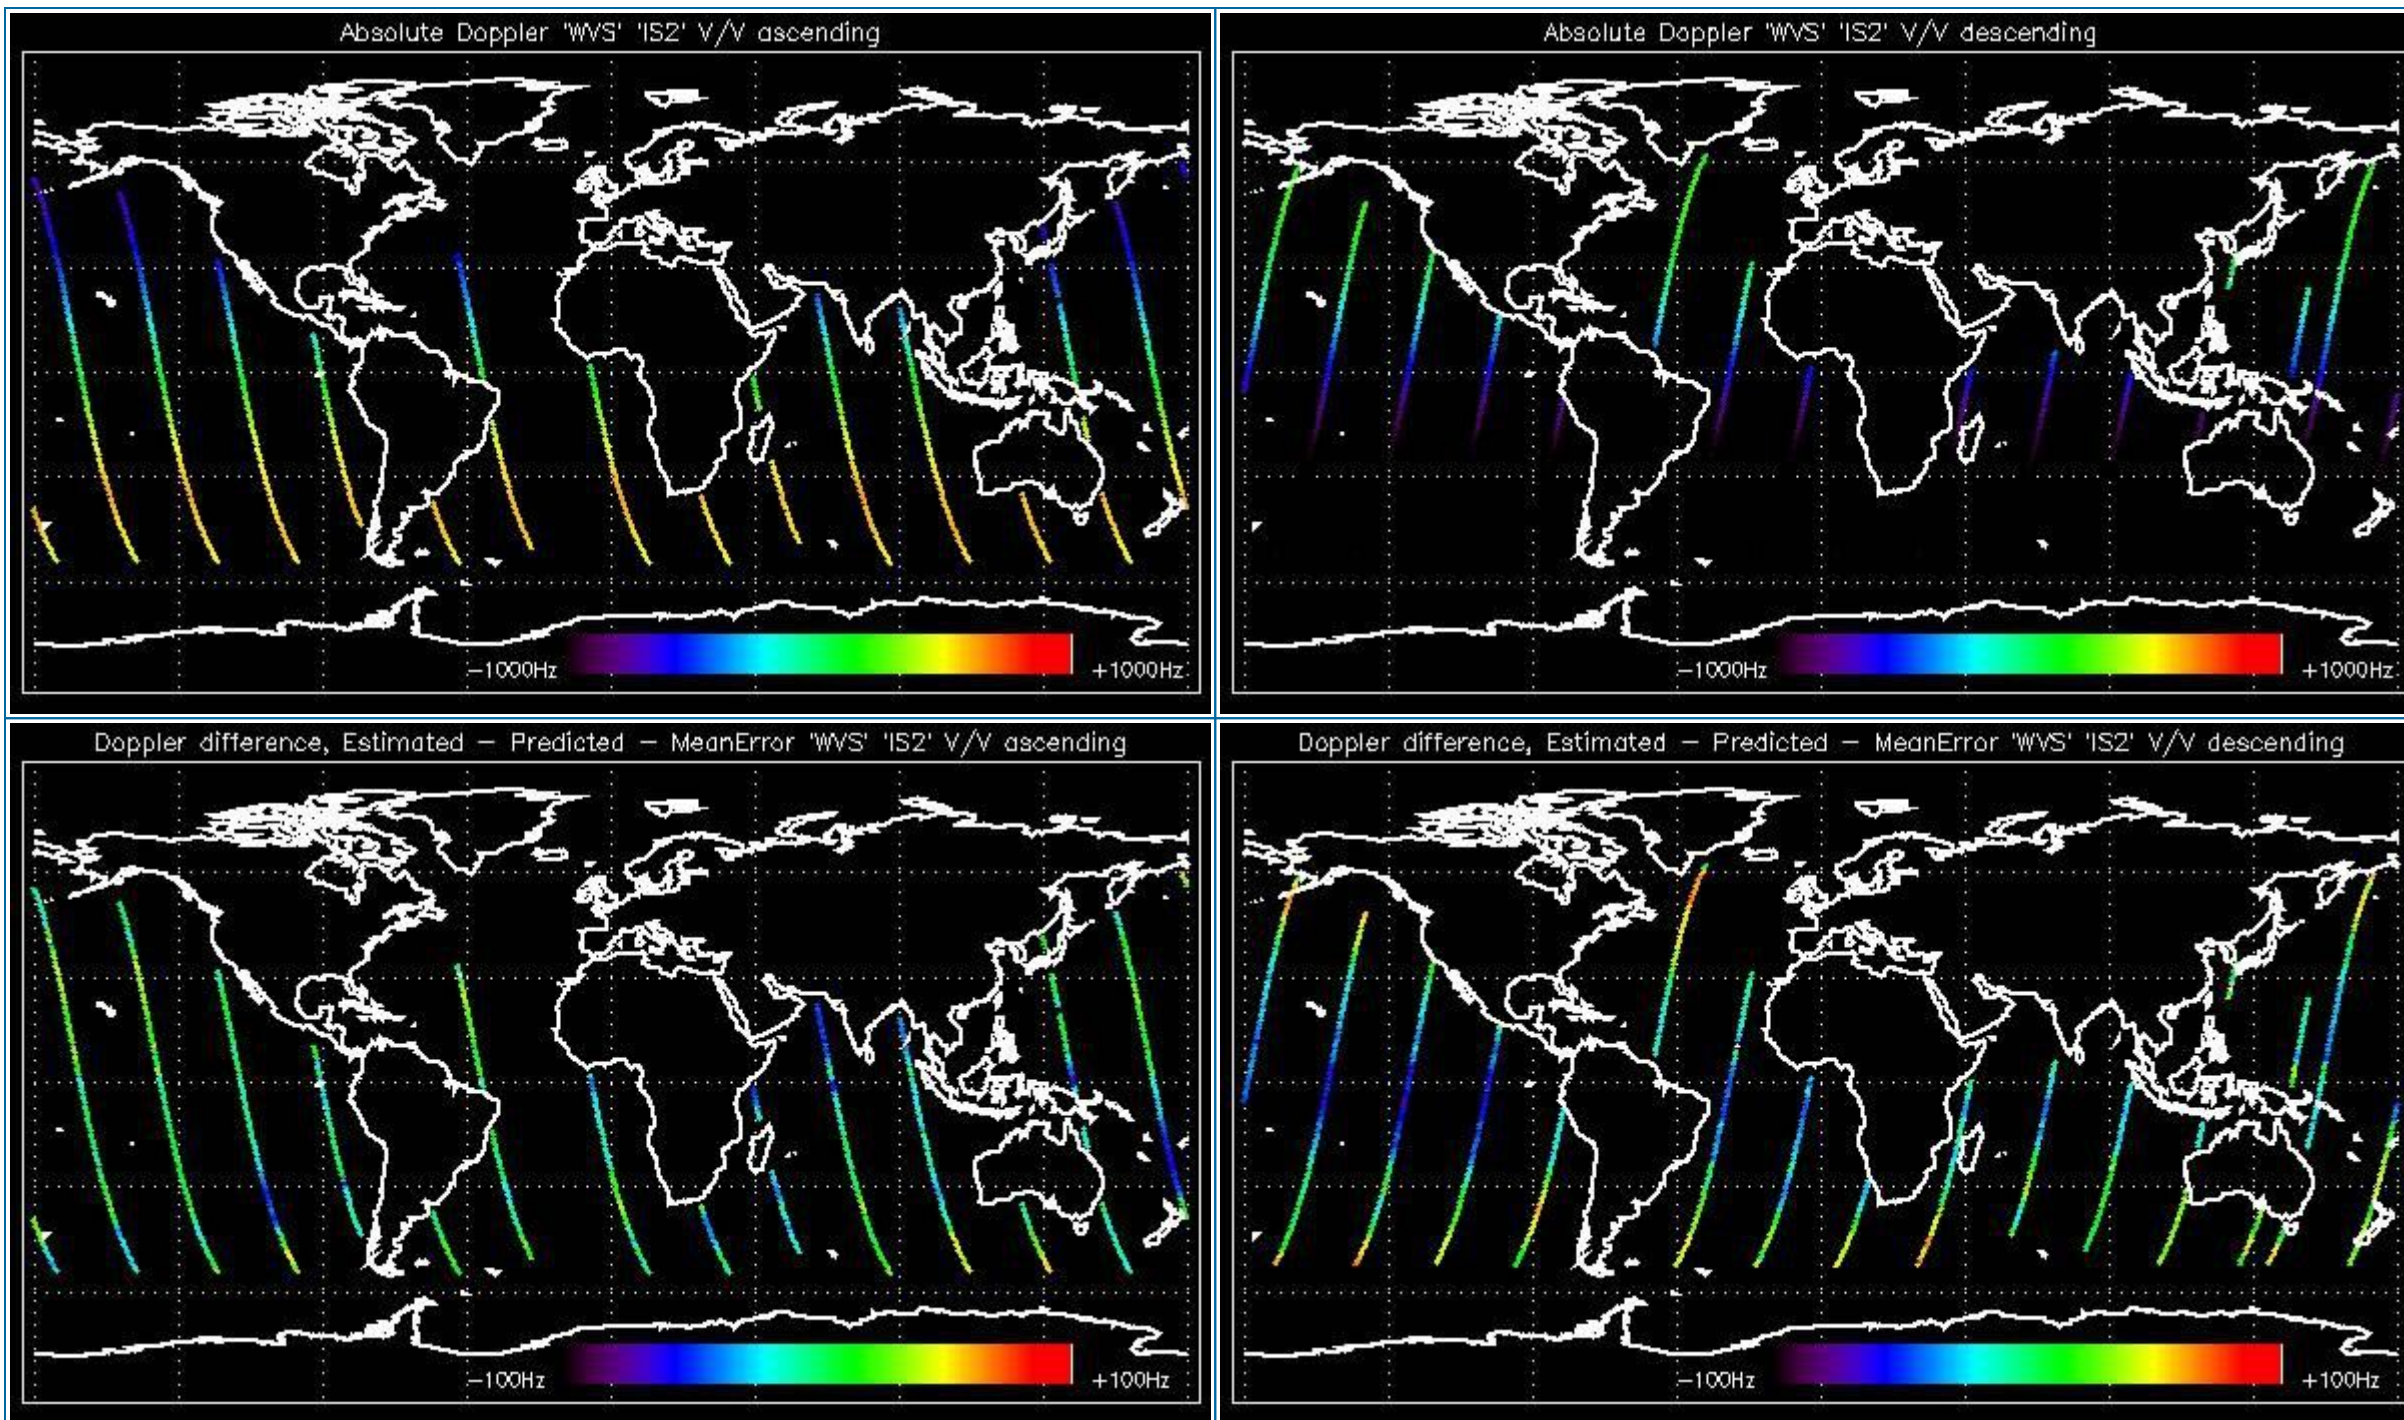 Absolute Doppler 'WVS' 'IS2' V/V ascending
-1000Hz
+1000Hz
Absolute Doppler 'WVS' 'IS2' V/V descending
-1000Hz
+1000Hz
Doppler difference, Estimated - Predicted - MeanError 'WVS' 'IS2' V/V ascending
-100Hz
+100Hz
Doppler difference, Estimated - Predicted - MeanError 'WVS' 'IS2' V/V descending
-100Hz
+100Hz